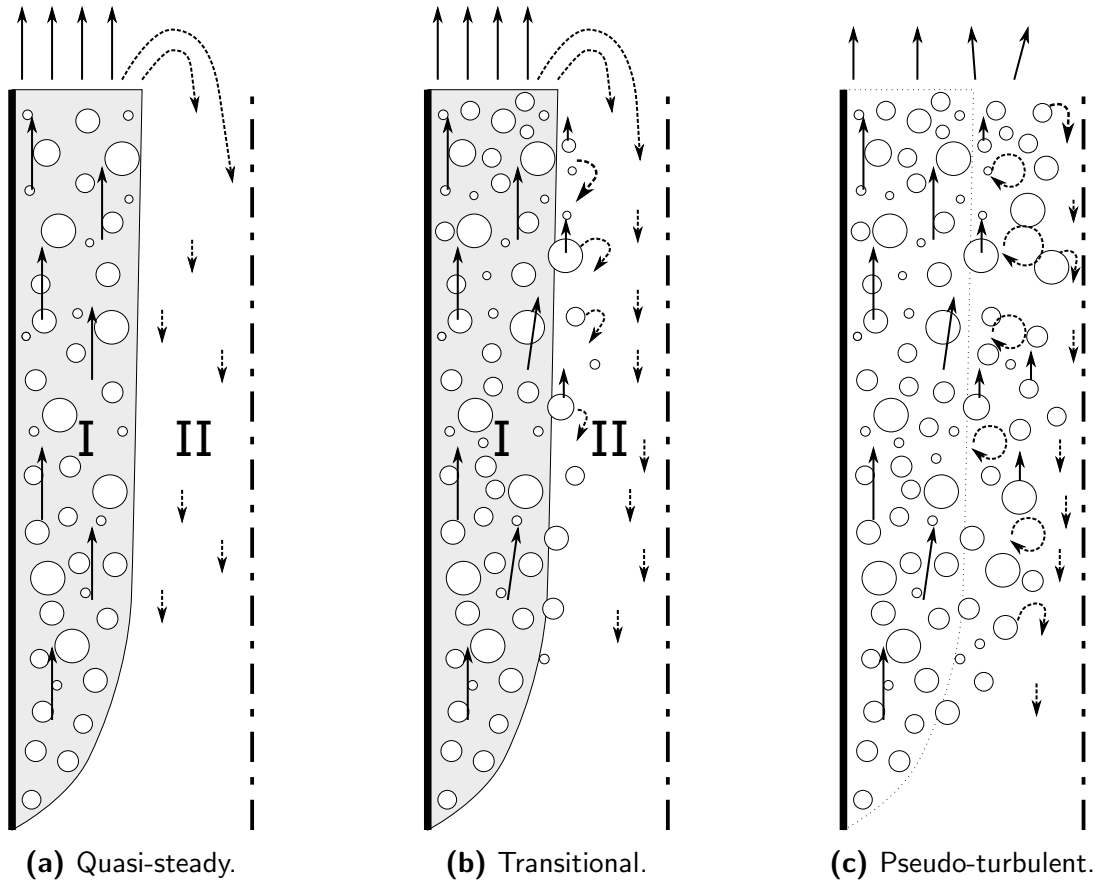 I
II
I
II
(a) Quasi-steady.
(b) Transitional.
(c) Pseudo-turbulent.